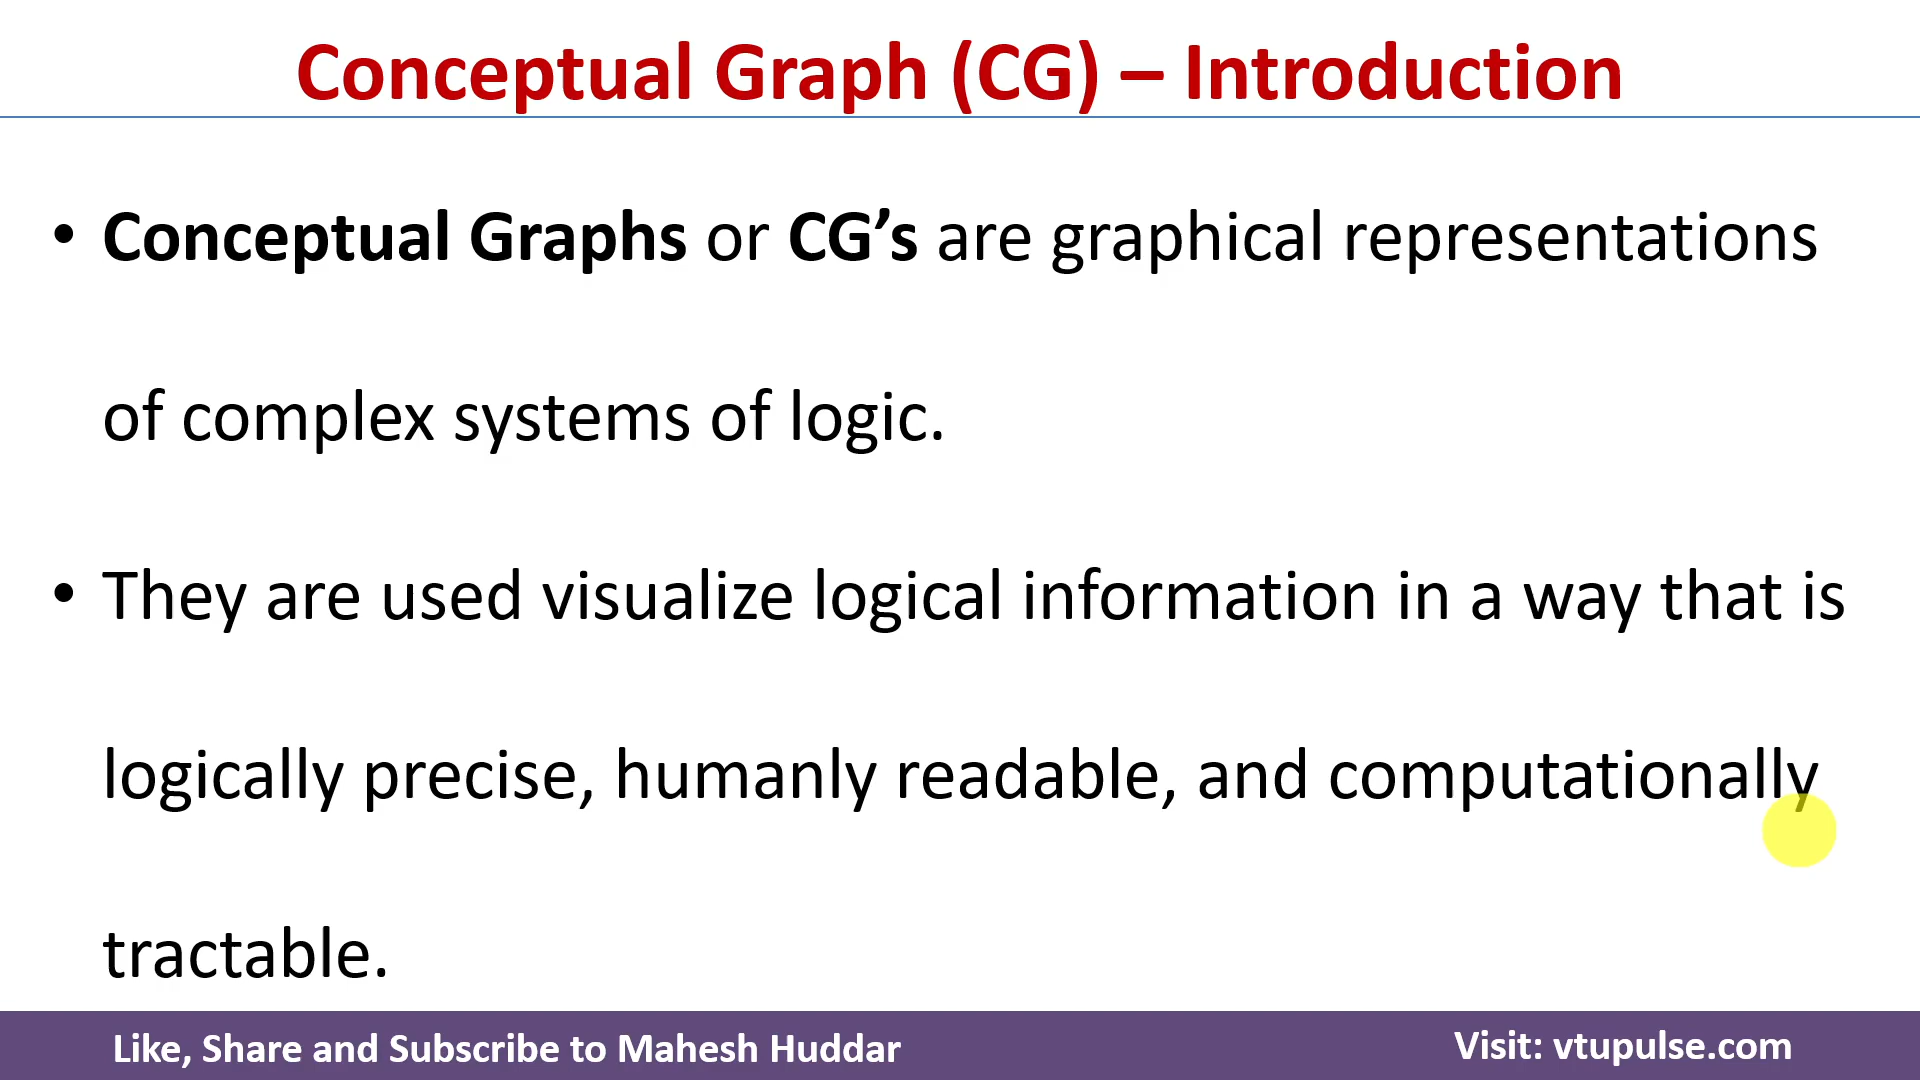 Conceptual Graph (CG) – Introduction
• Conceptual Graphs or CG’s are graphical representations
of complex systems of logic.
• They are used visualize logical information in a way that is
logically precise, humanly readable, and computationally
tractable.
Like, Share and Subscribe to Mahesh Huddar
Visit: vtupulse.com